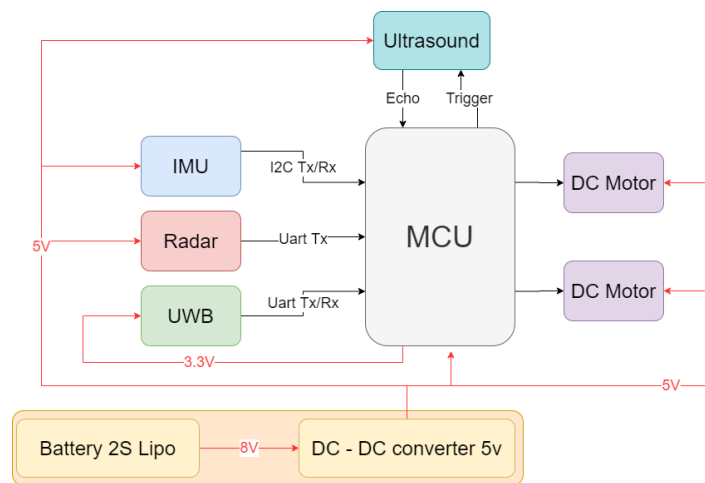 Ultrasound
Echo
Trigger
IMU
I2C Tx/Rx
DC Motor
Radar
Uart Tx
MCU
5V
UWB
Uart Tx/Rx
DC Motor
3.3V
5V
Battery 2S Lipo
8V
DC - DC converter 5v